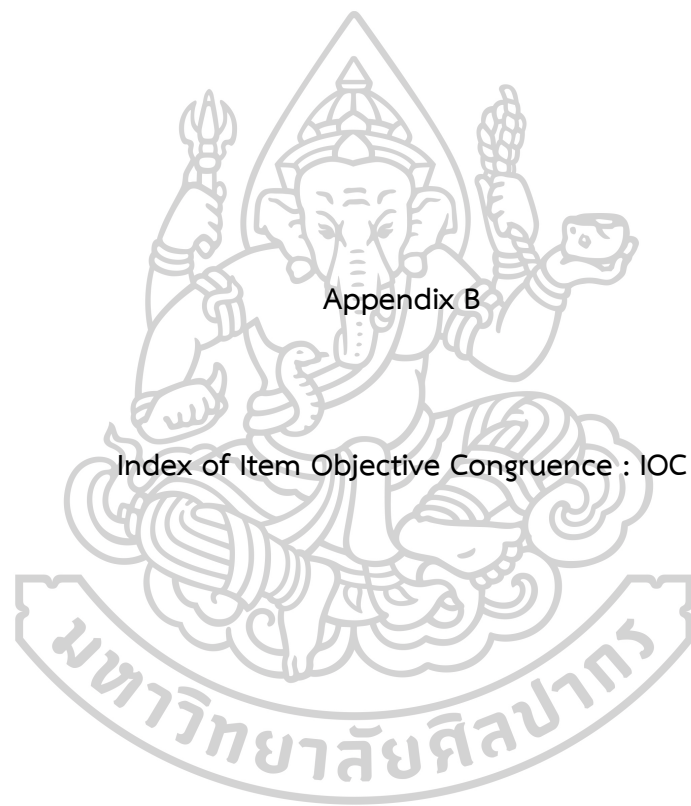 Appendix B
Index of Item Objective Congruence : IOC
มหาวิทยาลัยศิลปากร